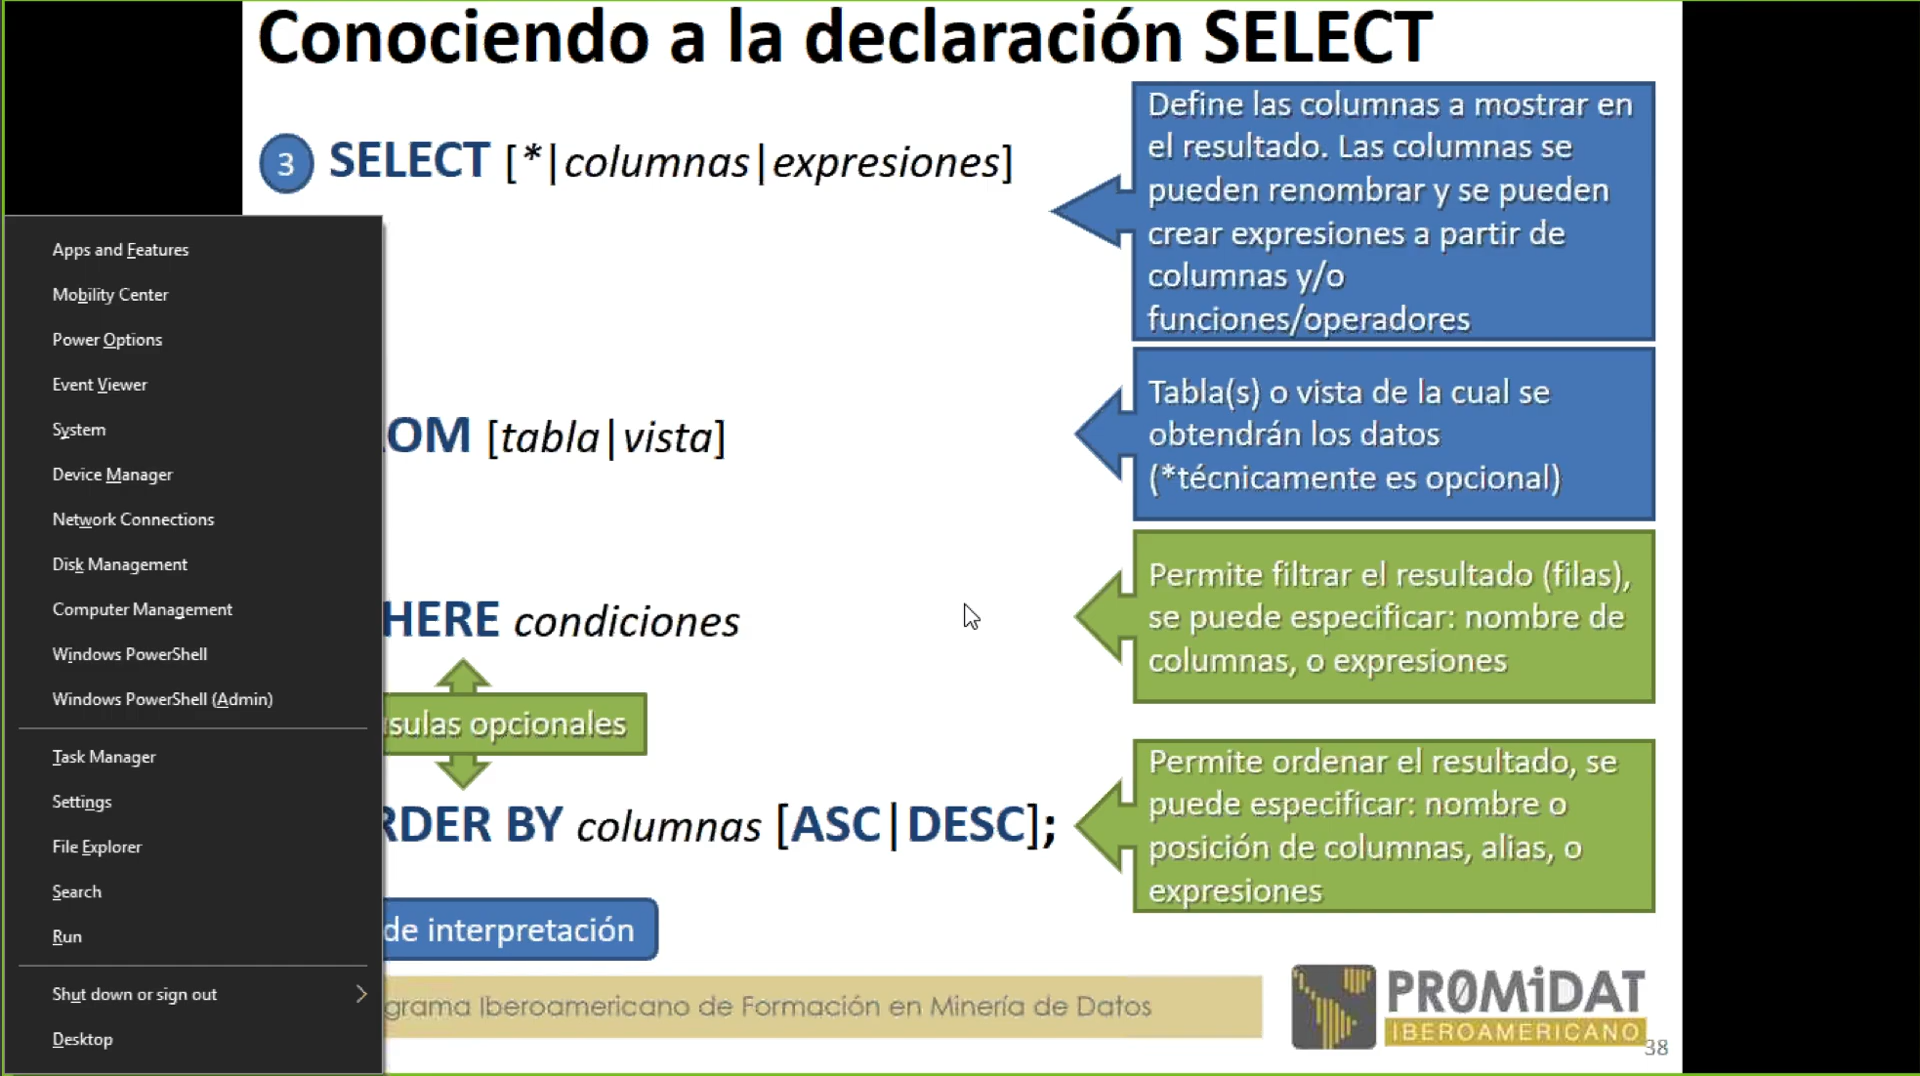 Conociendo a la declaración SELECT
3 SELECT [*|columnas|expresiones]
Define las columnas a mostrar en
el resultado. Las columnas se
pueden renombrar y se pueden
crear expresiones a partir de
columnas y/o
funciones/operadores
OM [tabla|vista]
Tabla(s) o vista de la cual se
obtendrán los datos
(*técnicamente es opcional)
HERE condiciones
Permite filtrar el resultado (filas),
se puede especificar: nombre de
columnas, o expresiones
sulas opcionales
RDER BY columnas [ASC|DESC];
Permite ordenar el resultado, se
puede especificar: nombre o
posición de columnas, alias, o
expresiones
de interpretación
grama Iberoamericano de Formación en Minería de Datos
PR0MiDAT
IBEROAMERICANO
38
Apps and Features
Mobility Center
Power Options
Event Viewer
System
Device Manager
Network Connections
Disk Management
Computer Management
Windows PowerShell
Windows PowerShell (Admin)
Task Manager
Settings
File Explorer
Search
Run
Shut down or sign out
Desktop